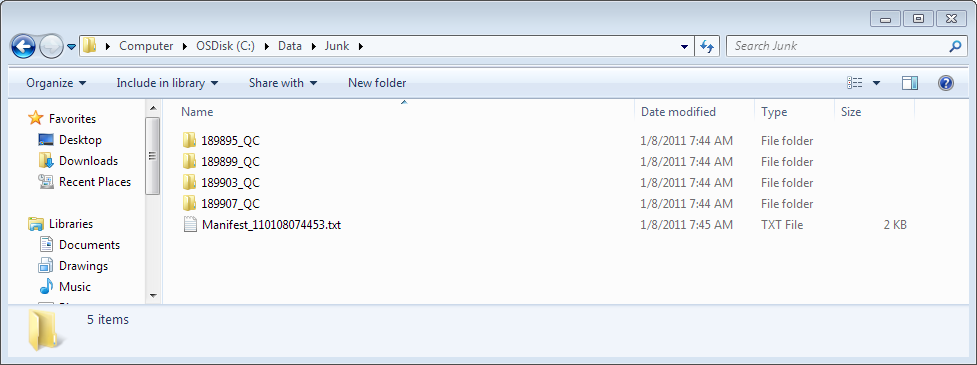 Computer OSDisk (C:) Data Junk Search Junk
Organize Include in library Share with New folder ?
Favorites Name Date modified Type Size
Desktop 189895_QC 1/8/2011 7:44 AM File folder
Downloads 189899_QC 1/8/2011 7:44 AM File folder
Recent Places 189903_QC 1/8/2011 7:44 AM File folder
189907_QC 1/8/2011 7:44 AM File folder
Libraries Manifest_110108074453.txt 1/8/2011 7:45 AM TXT File 2 KB
Documents
Drawings
Music
5 items